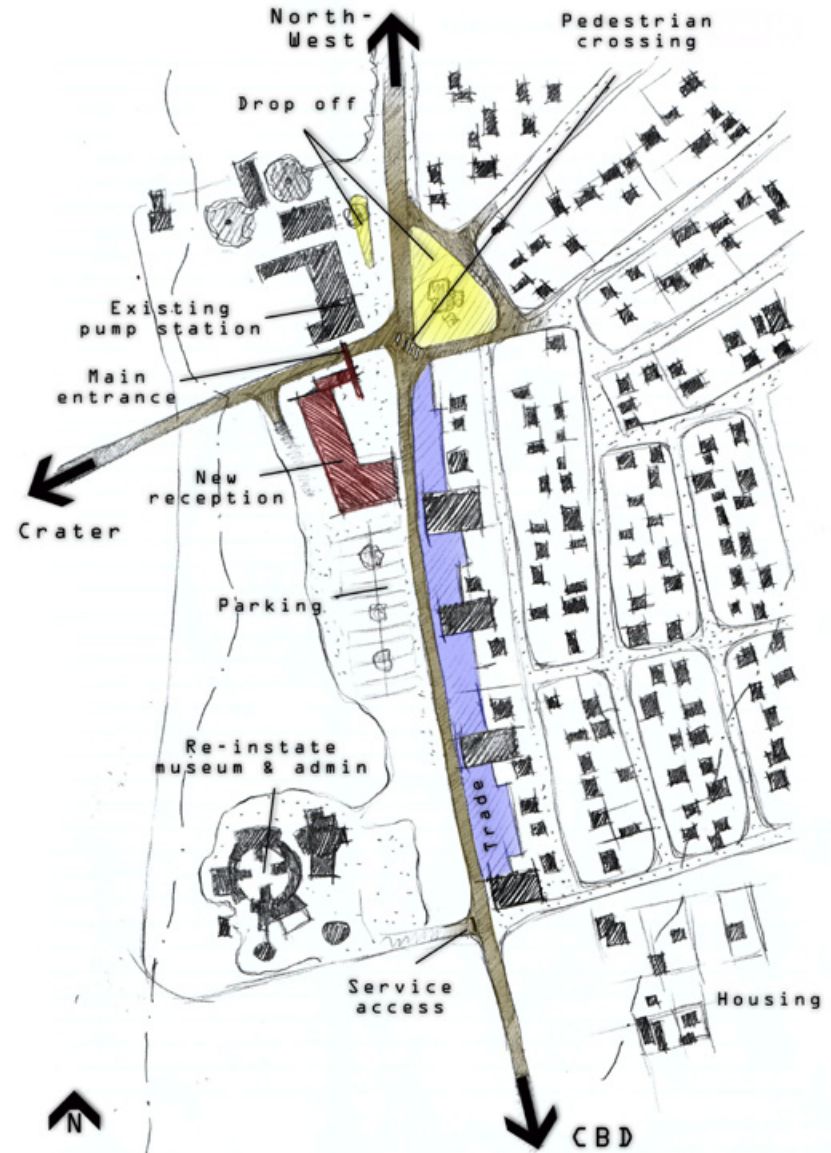 North-
West
Pedestrian
crossing
Drop off
Existing
pump station
Main
entrance
New
reception
Crater
Parking
Re-instate
museum & admin
Trade
Service
access
Housing
N
CBD